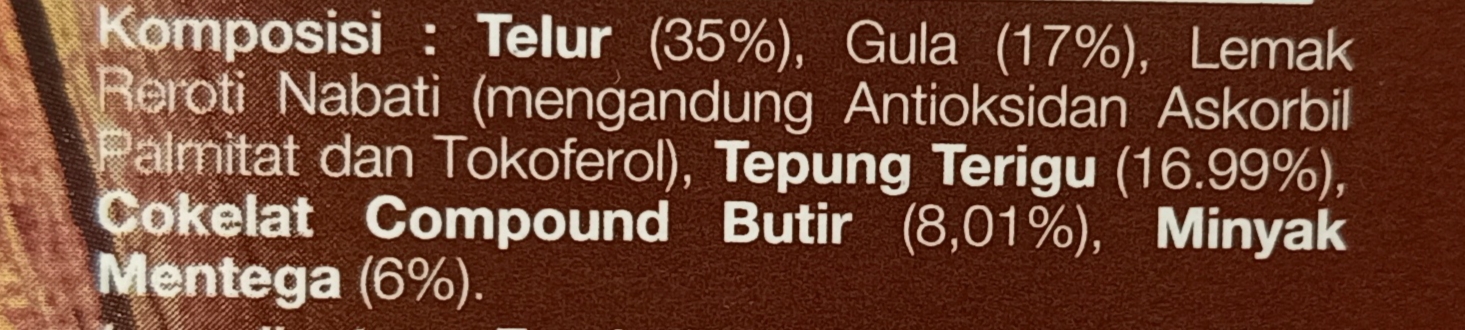 Komposisi : Telur (35%), Gula (17%), Lemak
Reroti Nabati (mengandung Antioksidan Askorbil
Palmitat dan Tokoferol), Tepung Terigu (16.99%),
Cokelat Compound Butir (8,01%), Minyak
Mentega (6%).